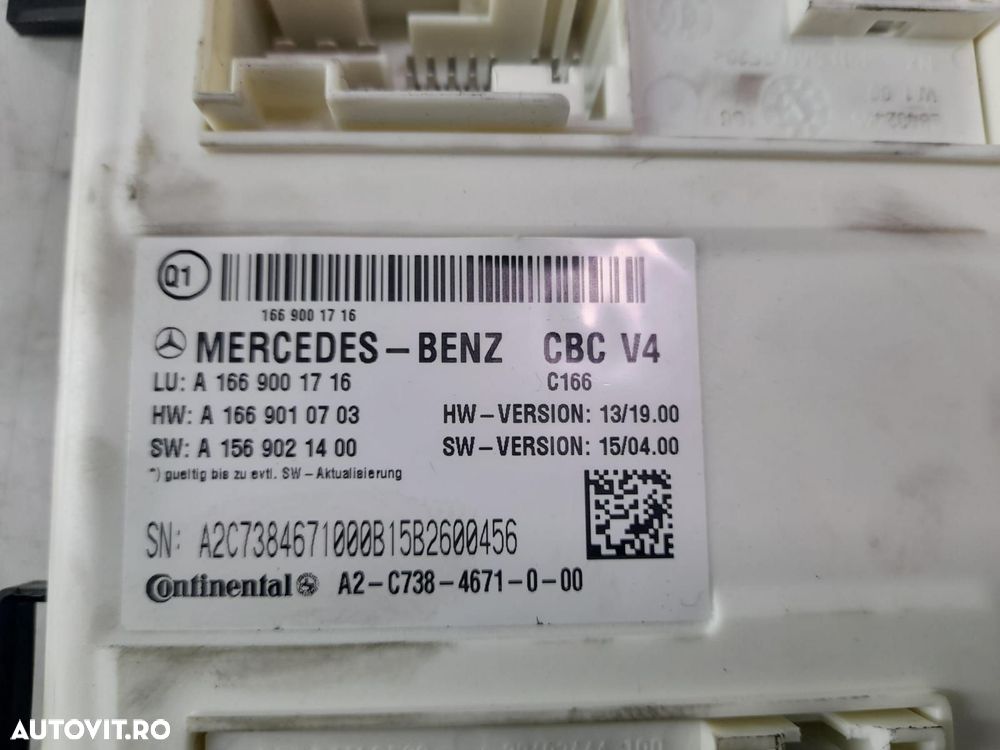 Q1
166 900 17 16
MERCEDES-BENZ CBC V4
LU: A 166 900 17 16 C166
HW: A 166 901 07 03 HW-VERSION: 13/19.00
SW: A 156 902 14 00 SW-VERSION: 15/04.00
*) gueltig bis zu evtl. SW-Aktualisierung
SN: A2C7384671000B15B2600456
Continental A2-C738-4671-0-00
AUTOVIT.RO